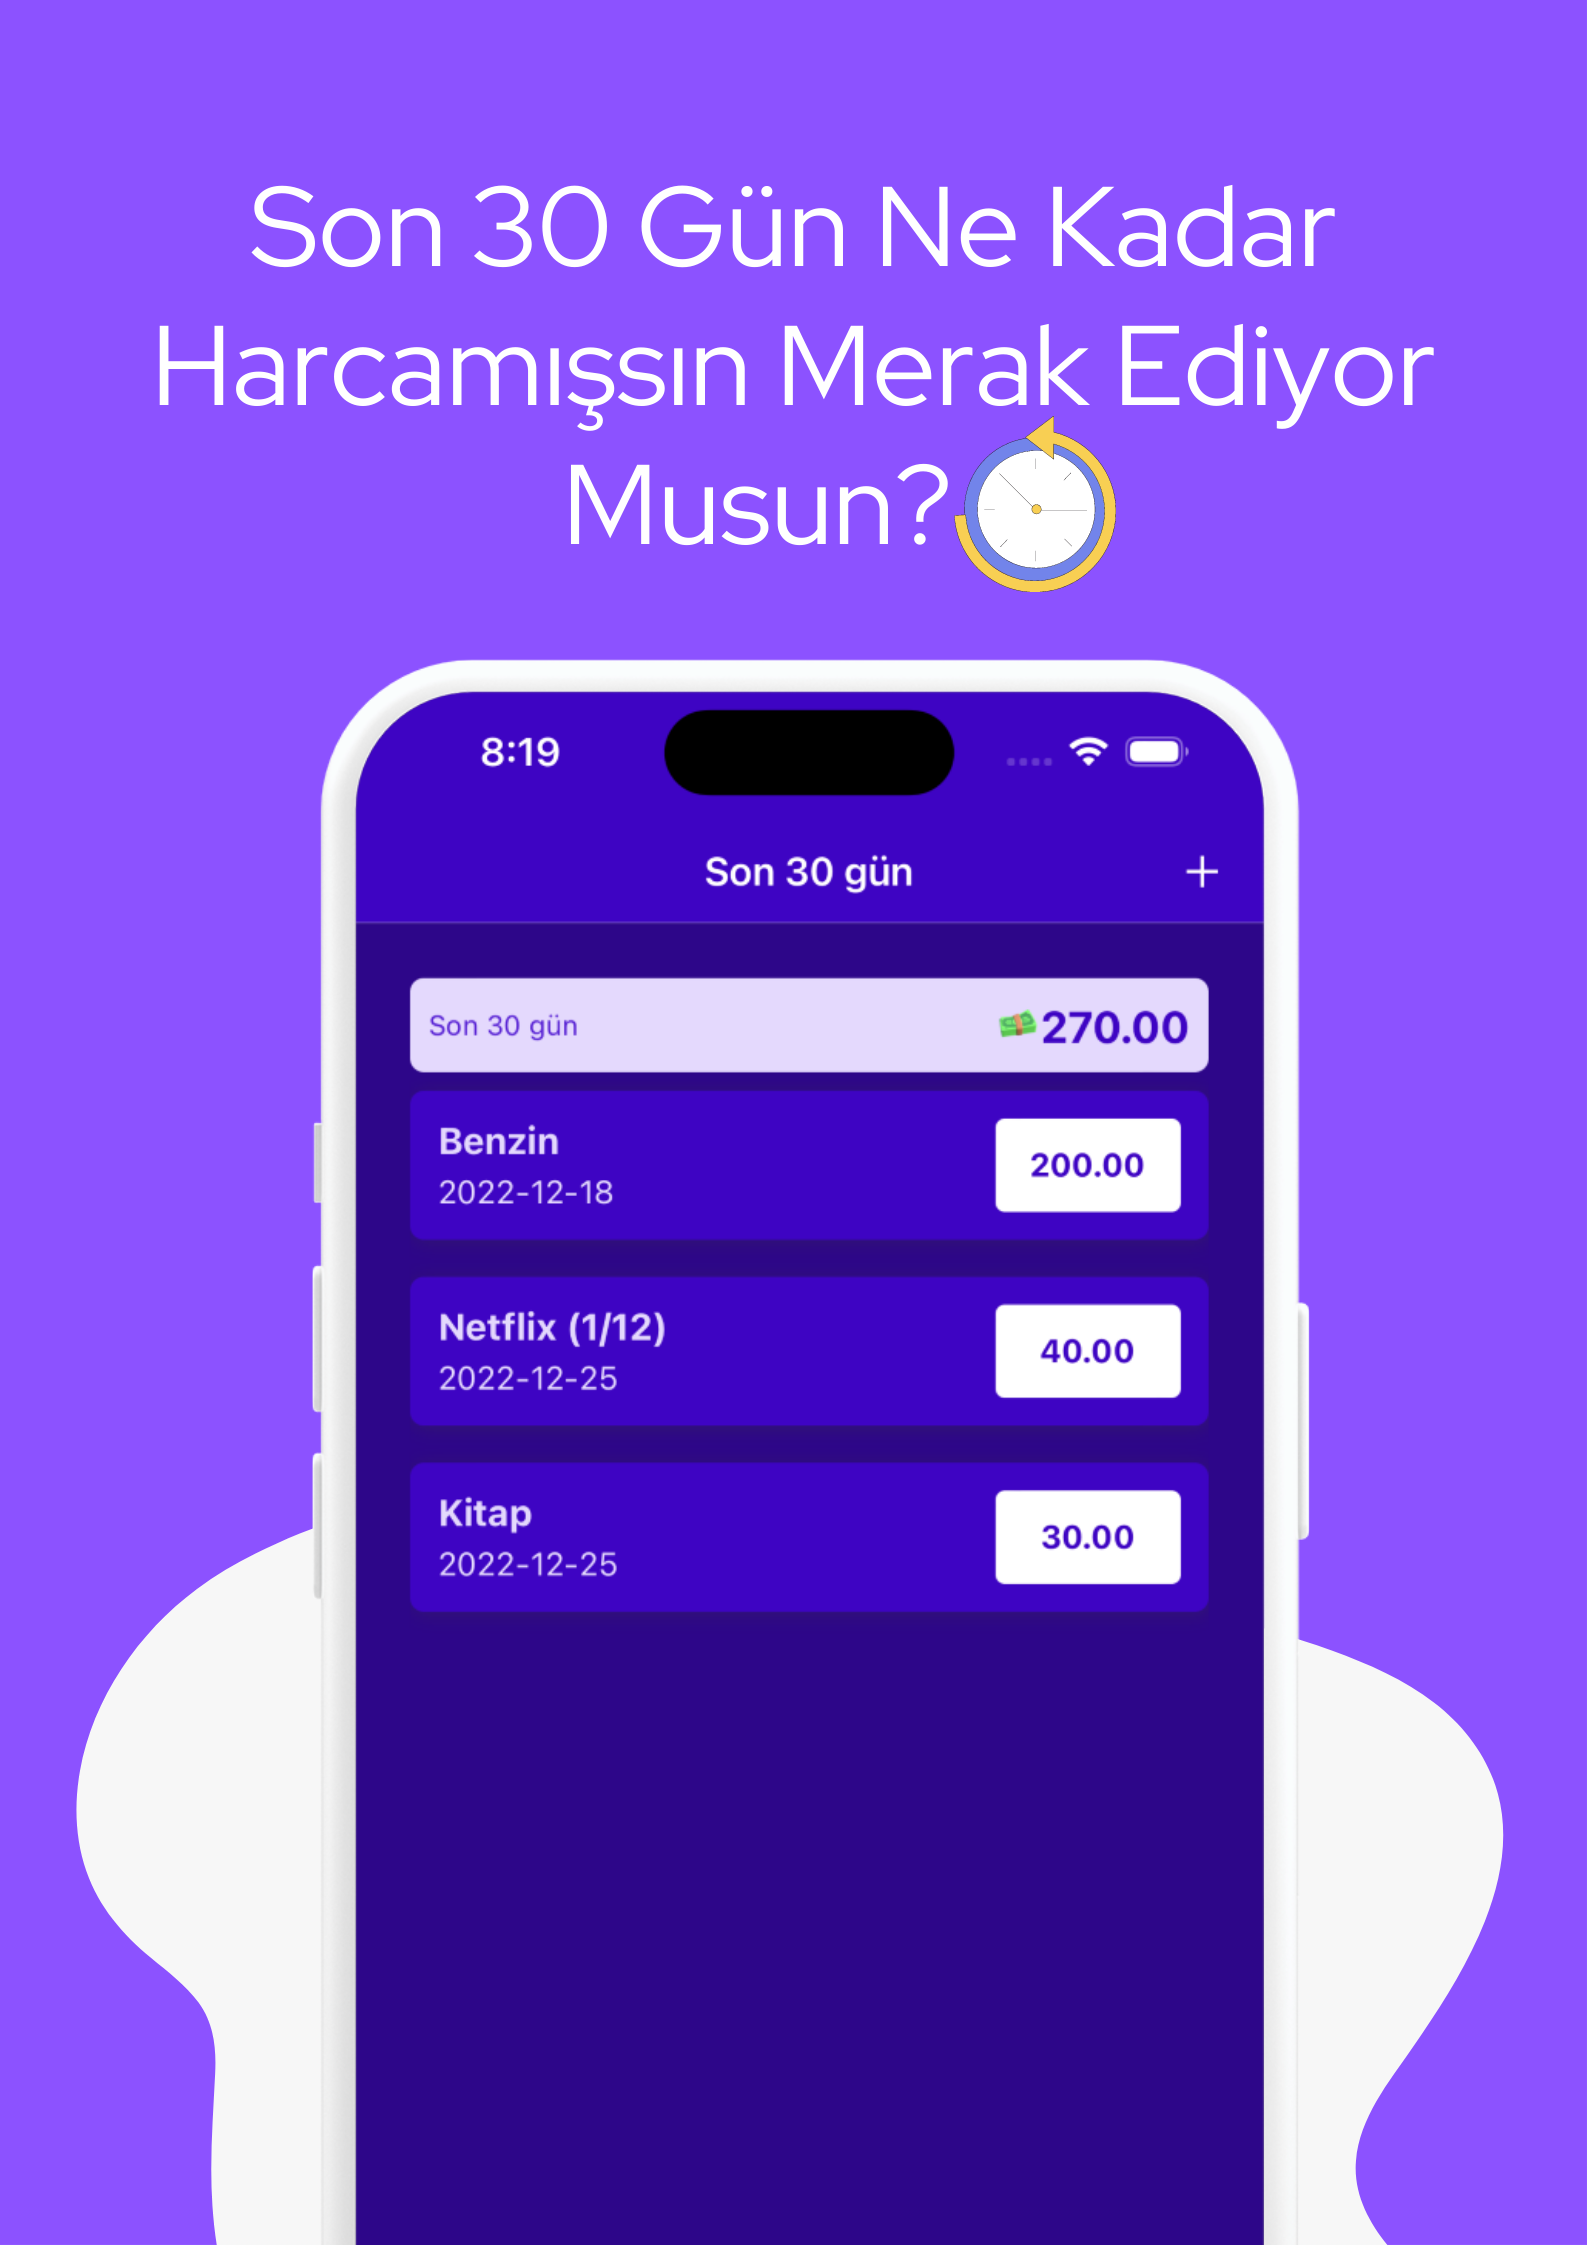 Son 30 Gün Ne Kadar
Harcamışsın Merak Ediyor
Musun?
8:19
Son 30 gün
+
Son 30 gün 💵270.00
Benzin
2022-12-18
200.00
Netflix (1/12)
2022-12-25
40.00
Kitap
2022-12-25
30.00